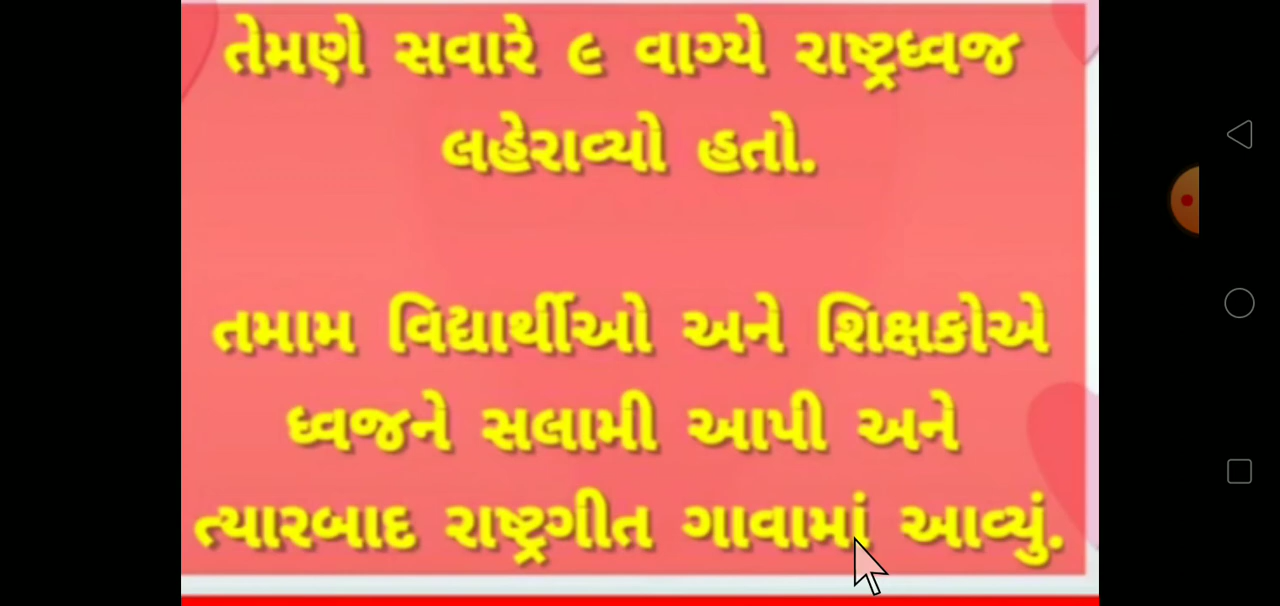 તેમણે સવારે ૯ વાગ્યે રાષ્ટ્રધ્વજ
લહેરાવ્યો હતો.
તમામ વિદ્યાર્થીઓ અને શિક્ષકોએ
ધ્વજને સલામી આપી અને
ત્યારબાદ રાષ્ટ્રગીત ગાવામાં આવ્યું.